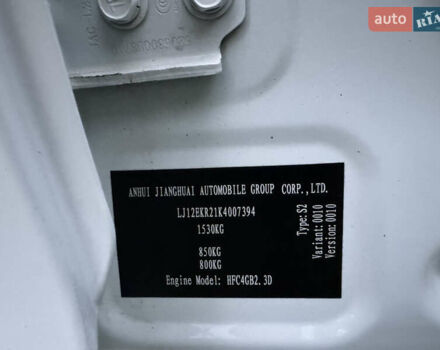 auto
RIA
JAC
ANHUI JIANGHUAI AUTOMOBILE GROUP CORP.,LTD.
LJ12EKR21K4007394
1530KG
850KG
800KG
Engine Model: HFC4GB2.3D
Type:S2
Variant:0010
Version:0010